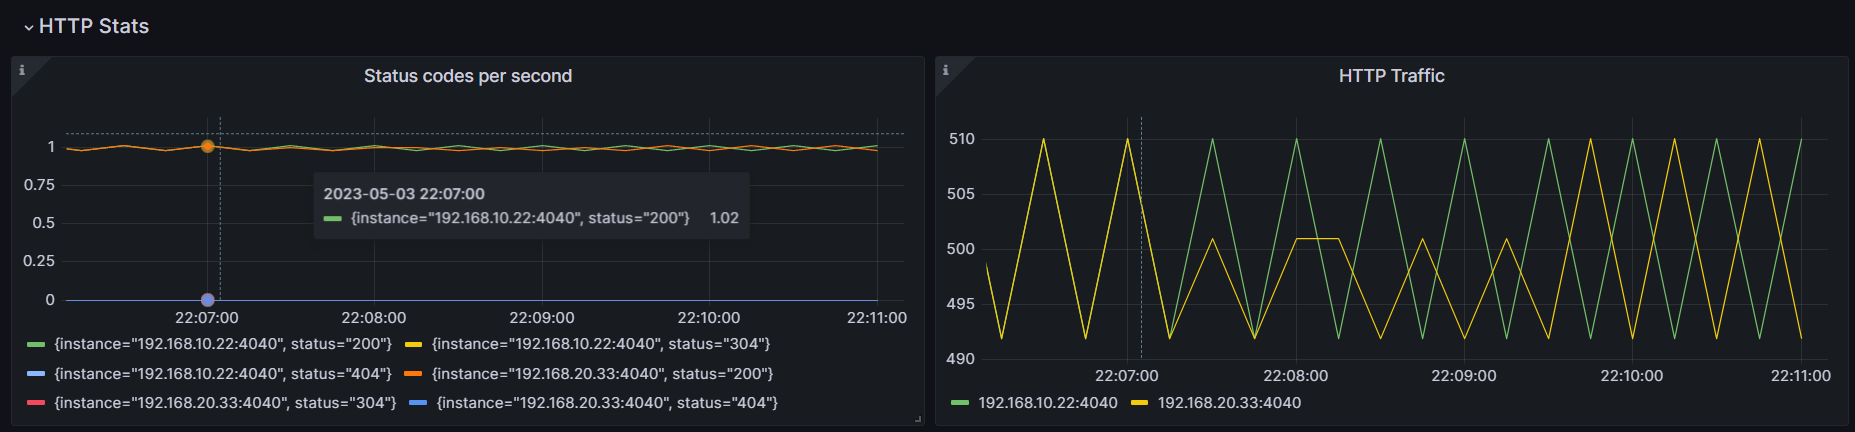 HTTP Stats
Status codes per second
1
0.75
0.5
0.25
0
2023-05-03 22:07:00
{instance="192.168.10.22:4040", status="200"} 1.02
22:07:00 22:08:00 22:09:00 22:10:00 22:11:00
{instance="192.168.10.22:4040", status="200"} {instance="192.168.10.22:4040", status="304"}
{instance="192.168.10.22:4040", status="404"} {instance="192.168.20.33:4040", status="200"}
{instance="192.168.20.33:4040", status="304"} {instance="192.168.20.33:4040", status="404"}
HTTP Traffic
510
505
500
495
490
22:07:00 22:08:00 22:09:00 22:10:00 22:11:00
192.168.10.22:4040 192.168.20.33:4040